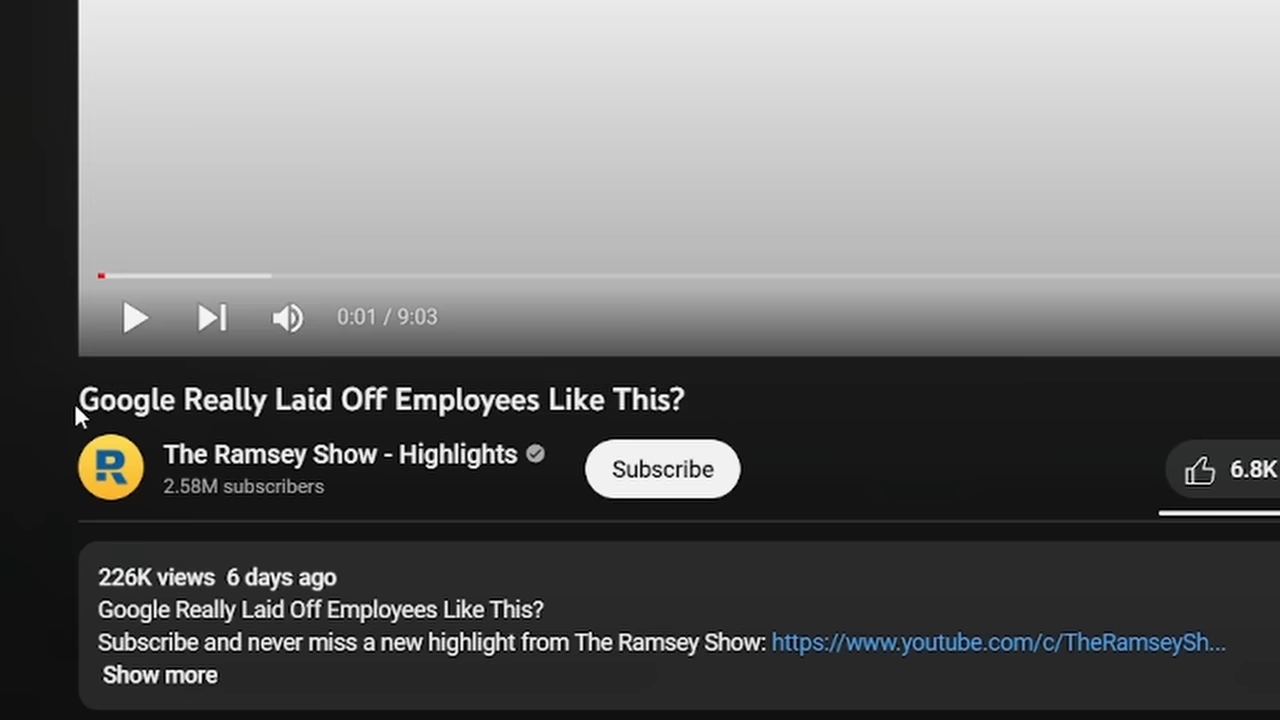 0:01 / 9:03
Google Really Laid Off Employees Like This?
R
The Ramsey Show - Highlights
2.58M subscribers
Subscribe
6.8K
226K views 6 days ago
Google Really Laid Off Employees Like This?
Subscribe and never miss a new highlight from The Ramsey Show: https://www.youtube.com/c/TheRamseySh...
Show more